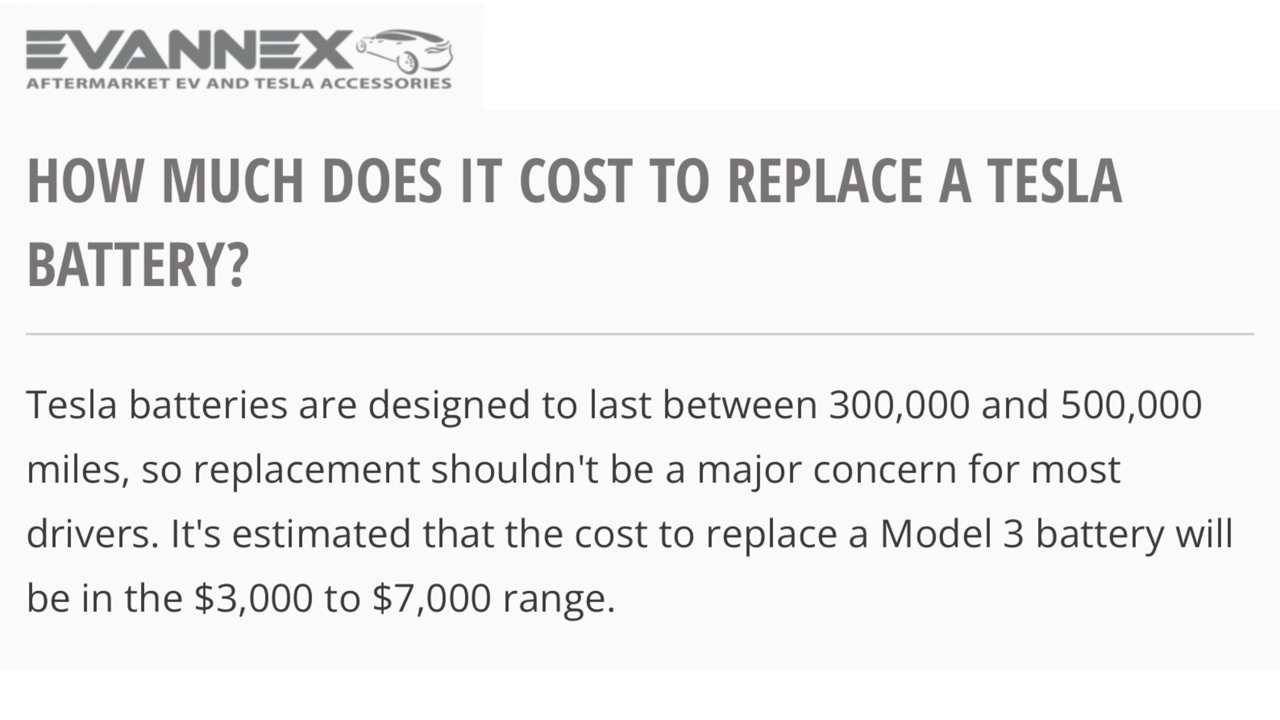 EVANNEX
AFTERMARKET EV AND TESLA ACCESSORIES
HOW MUCH DOES IT COST TO REPLACE A TESLA
BATTERY?
Tesla batteries are designed to last between 300,000 and 500,000
miles, so replacement shouldn't be a major concern for most
drivers. It's estimated that the cost to replace a Model 3 battery will
be in the $3,000 to $7,000 range.